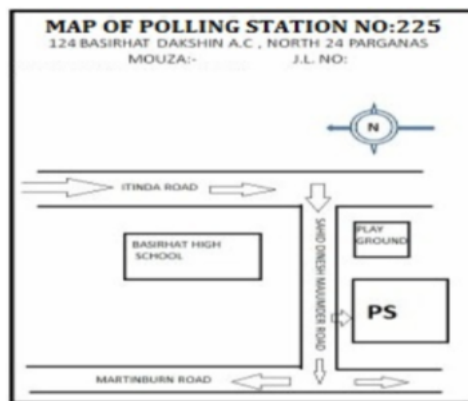 MAP OF POLLING STATION NO:225
124 BASIRHAT DAKSHIN A.C , NORTH 24 PARGANAS
MOUZA:- J.L. NO:
N
ITINDA ROAD
BASIRHAT HIGH
SCHOOL
SAHID DINESH MAJUMDER ROAD
PLAY
GROUND
PS
MARTINBURN ROAD